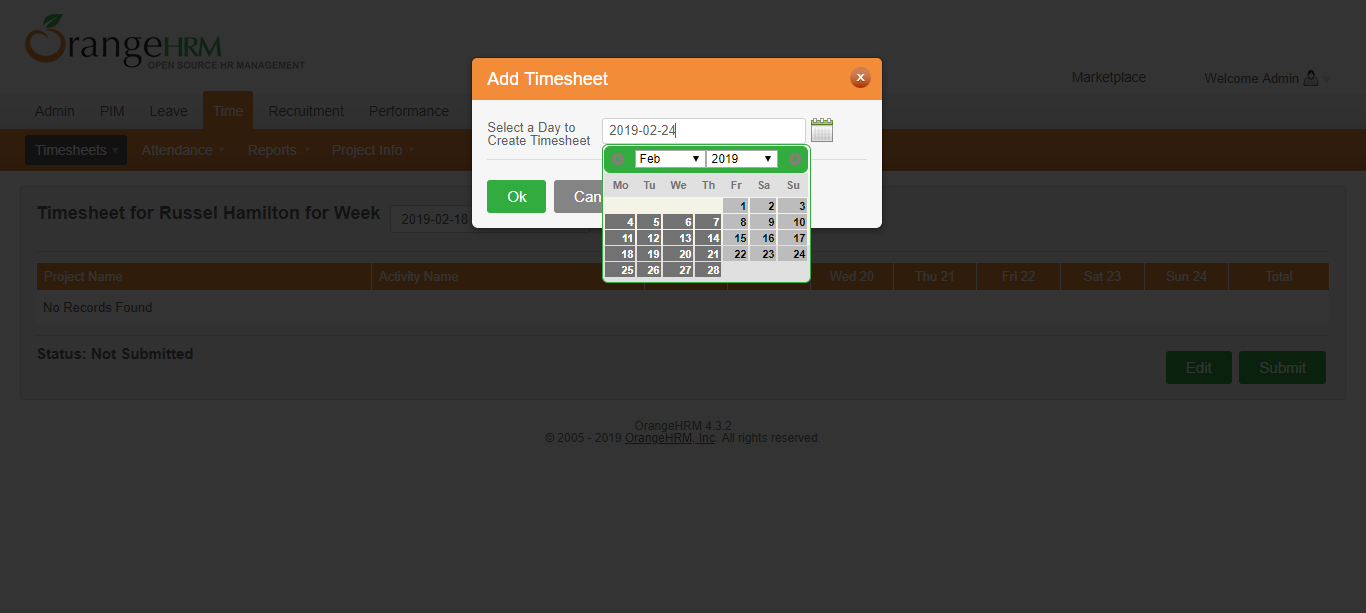 OrangeHRM
OPEN SOURCE HR MANAGEMENT
Marketplace
Welcome Admin
Admin PIM Leave Time Recruitment Performance
Timesheets Attendance Reports Project Info
Add Timesheet
x
Select a Day to
Create Timesheet
2019-02-24
Feb 2019
Mo Tu We Th Fr Sa Su
1 2 3
4 5 6 7 8 9 10
11 12 13 14 15 16 17
18 19 20 21 22 23 24
25 26 27 28
Ok Can
Timesheet for Russel Hamilton for Week 2019-02-18
Project Name Activity Name Wed 20 Thu 21 Fri 22 Sat 23 Sun 24 Total
No Records Found
Status: Not Submitted
Edit Submit
OrangeHRM 4.3.2
© 2005 - 2019 OrangeHRM, Inc. All rights reserved.